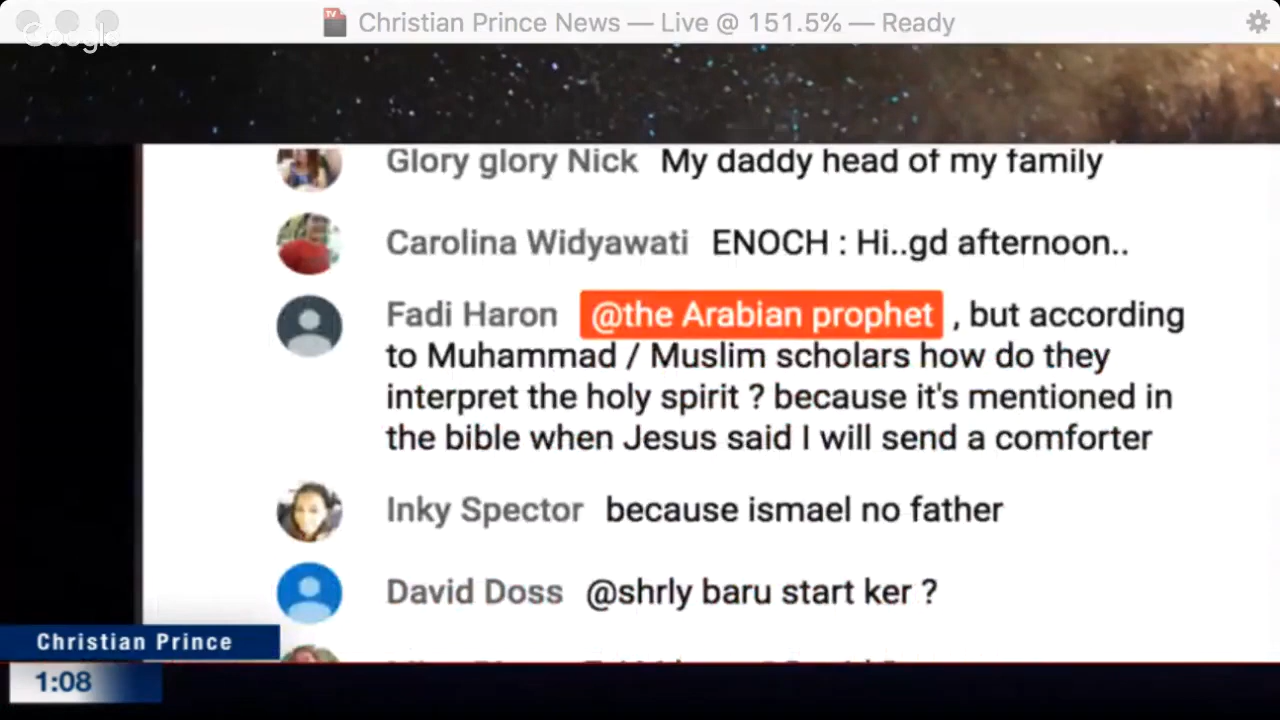 Christian Prince News — Live @ 151.5% — Ready
Google
Glory glory Nick My daddy head of my family
Carolina Widyawati ENOCH : Hi..gd afternoon..
Fadi Haron @the Arabian prophet , but according
to Muhammad / Muslim scholars how do they
interpret the holy spirit ? because it's mentioned in
the bible when Jesus said I will send a comforter
Inky Spector because ismael no father
David Doss @shrly baru start ker ?
Christian Prince
1:08